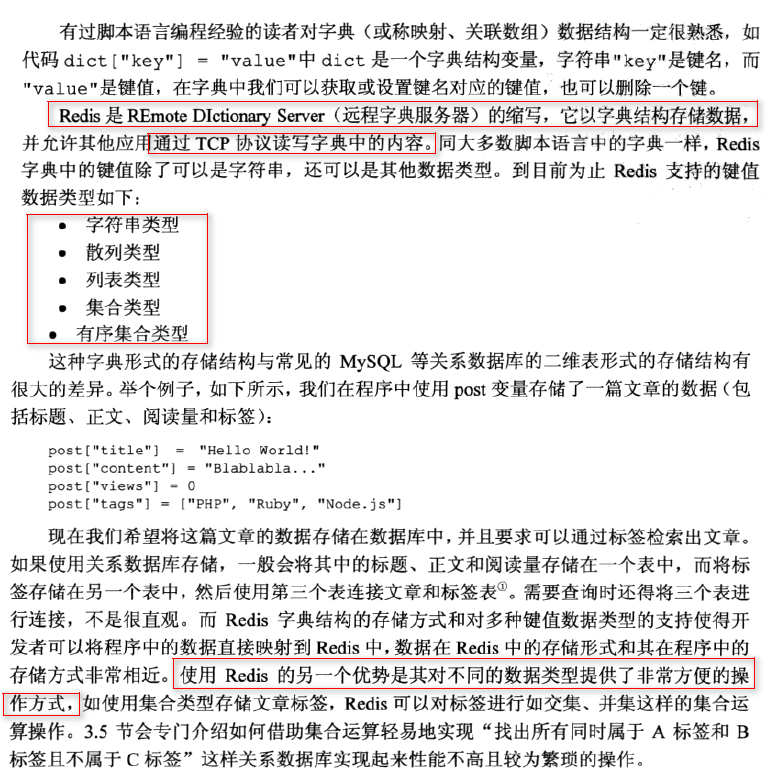 有过脚本语言编程经验的读者对字典（或称映射、关联数组）数据结构一定很熟悉，如
代码 dict["key"] = "value"中 dict 是一个字典结构变量，字符串"key"是键名，而
"value"是键值，在字典中我们可以获取或设置键名对应的键值，也可以删除一个键。
Redis 是 REmote DIctionary Server（远程字典服务器）的缩写，它以字典结构存储数据，
并允许其他应用通过 TCP 协议读写字典中的内容。同大多数脚本语言中的字典一样，Redis
字典中的键值除了可以是字符串，还可以是其他数据类型。到目前为止 Redis 支持的键值
数据类型如下：
● 字符串类型
● 散列类型
● 列表类型
● 集合类型
● 有序集合类型
这种字典形式的存储结构与常见的 MySQL 等关系数据库的二维表形式的存储结构有
很大的差异。举个例子，如下所示，我们在程序中使用 post 变量存储了一篇文章的数据（包
括标题、正文、阅读量和标签）：
post["title"] = "Hello World!"
post["content"] = "Blablabla..."
post["views"] = 0
post["tags"] = ["PHP", "Ruby", "Node.js"]
现在我们希望将这篇文章的数据存储在数据库中，并且要求可以通过标签检索出文章。
如果使用关系数据库存储，一般会将其中的标题、正文和阅读量存储在一个表中，而将标
签存储在另一个表中，然后使用第三个表连接文章和标签表①。需要查询时还得将三个表进
行连接，不是很直观。而 Redis 字典结构的存储方式和对多种键值数据类型的支持使得开
发者可以将程序中的数据直接映射到 Redis 中，数据在 Redis 中的存储形式和其在程序中的
存储方式非常相近。使用 Redis 的另一个优势是其对不同的数据类型提供了非常方便的操
作方式，如使用集合类型存储文章标签，Redis 可以对标签进行如交集、并集这样的集合运
算操作。3.5 节会专门介绍如何借助集合运算轻易地实现“找出所有同时属于 A 标签和 B
标签且不属于 C 标签”这样关系数据库实现起来性能不高且较为繁琐的操作。